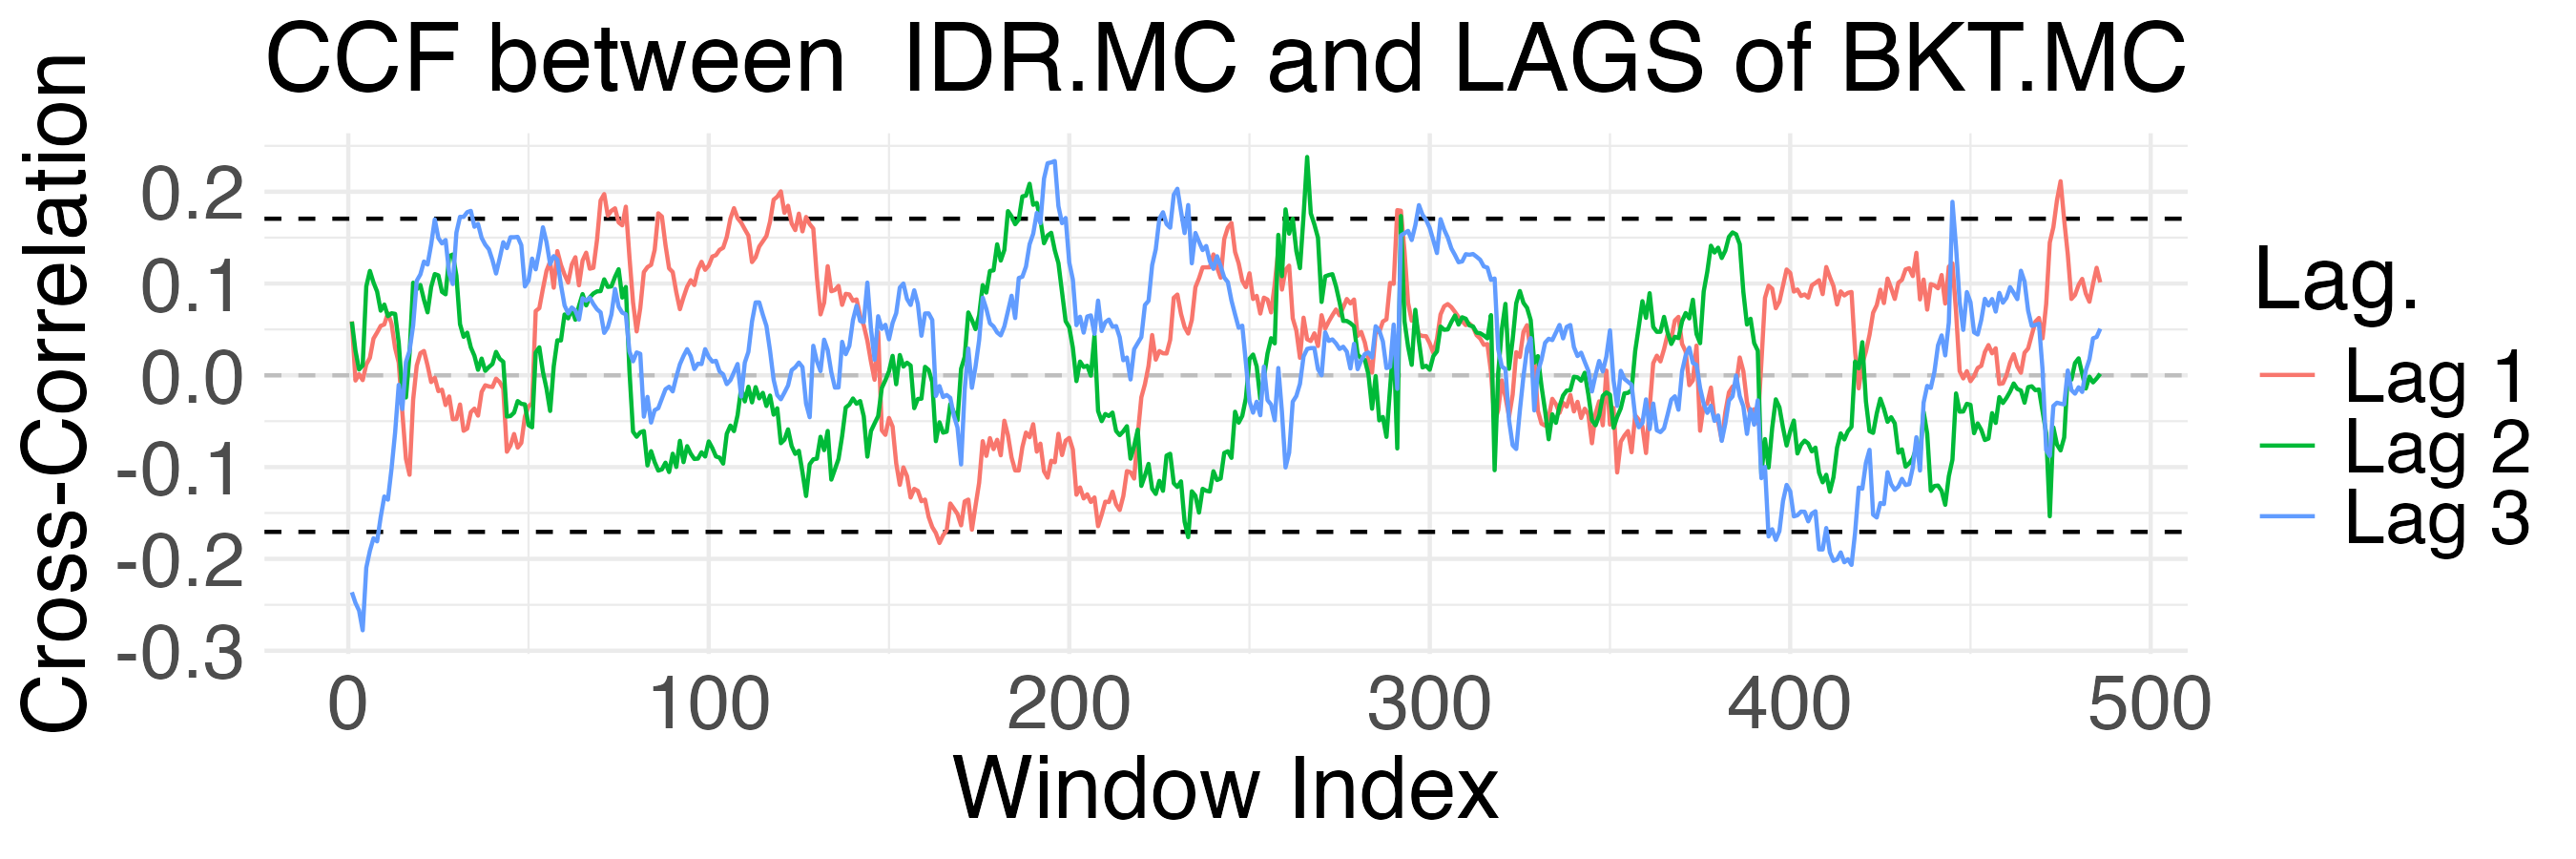 CCF between  IDR.MC and LAGS of BKT.MC
Cross-Correlation
0.2
0.1
0.0
-0.1
-0.2
-0.3
0 100 200 300 400 500
Window Index
Lag.
Lag 1
Lag 2
Lag 3